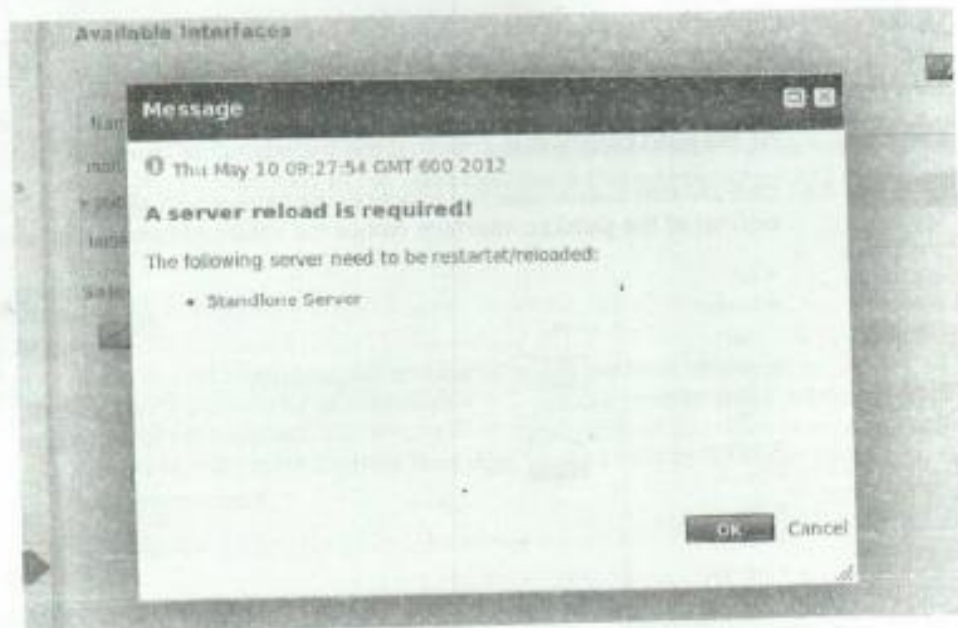 Available Interfaces
Message
Thu May 10 09:27:54 GMT 600 2012
A server reload is required!
The following server need to be restartet/reloaded:
• Standlone Server
OK Cancel